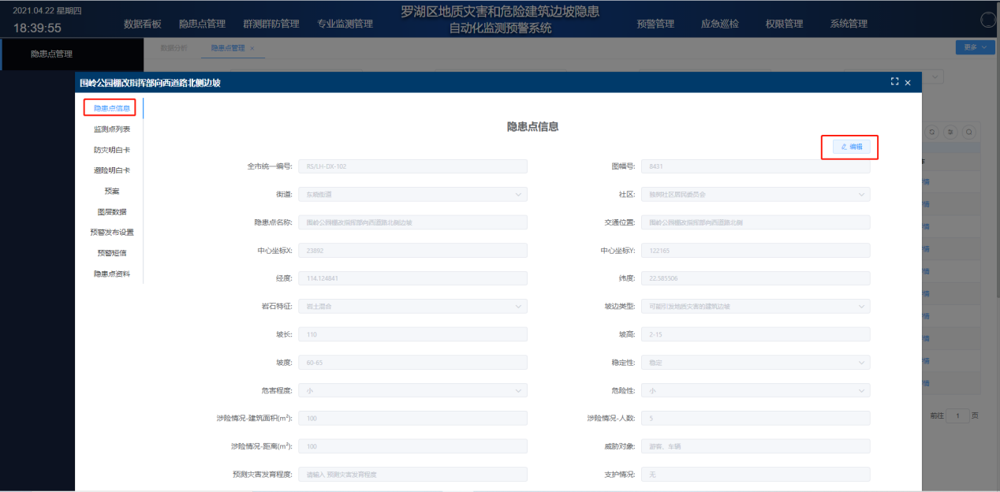 2021.04.22 星期四
18:39:55
数据看板 隐患点管理 群测群防管理 专业监测管理
罗湖区地质灾害和危险建筑边坡隐患
自动化监测预警系统
预警管理 应急巡检 权限管理 系统管理
隐患点管理
数据分析 隐患点管理 ×
更多
围岭公园棚改指挥部向西道路北侧边坡
隐患点信息
监测点列表
防灾明白卡
避险明白卡
预案
图层数据
预警发布设置
预警短信
隐患点资料
隐患点信息
编辑
全市统一编号: RS/LH-DX-102 图幅号: 8431
街道: 东晓街道 社区: 独树社区居民委员会
隐患点名称: 围岭公园棚改指挥部向西道路北侧边坡 交通位置: 围岭公园棚改指挥部向西道路北侧
中心坐标X: 23892 中心坐标Y: 122165
经度: 114.124841 纬度: 22.585506
岩石特征: 岩土混合 坡边类型: 可能引发地质灾害的建筑边坡
坡长: 110 坡高: 2-15
坡度: 60-65 稳定性: 稳定
危害程度: 小 危险性: 小
涉险情况-建筑面积(m²): 100 涉险情况-人数: 5
涉险情况-距离(m²): 100 威胁对象: 游客、车辆
预测灾害发育程度: 请输入 预测灾害发育程度 支护情况: 无
情
情
情
情
情
情
情
情
情
情
前往 1 页